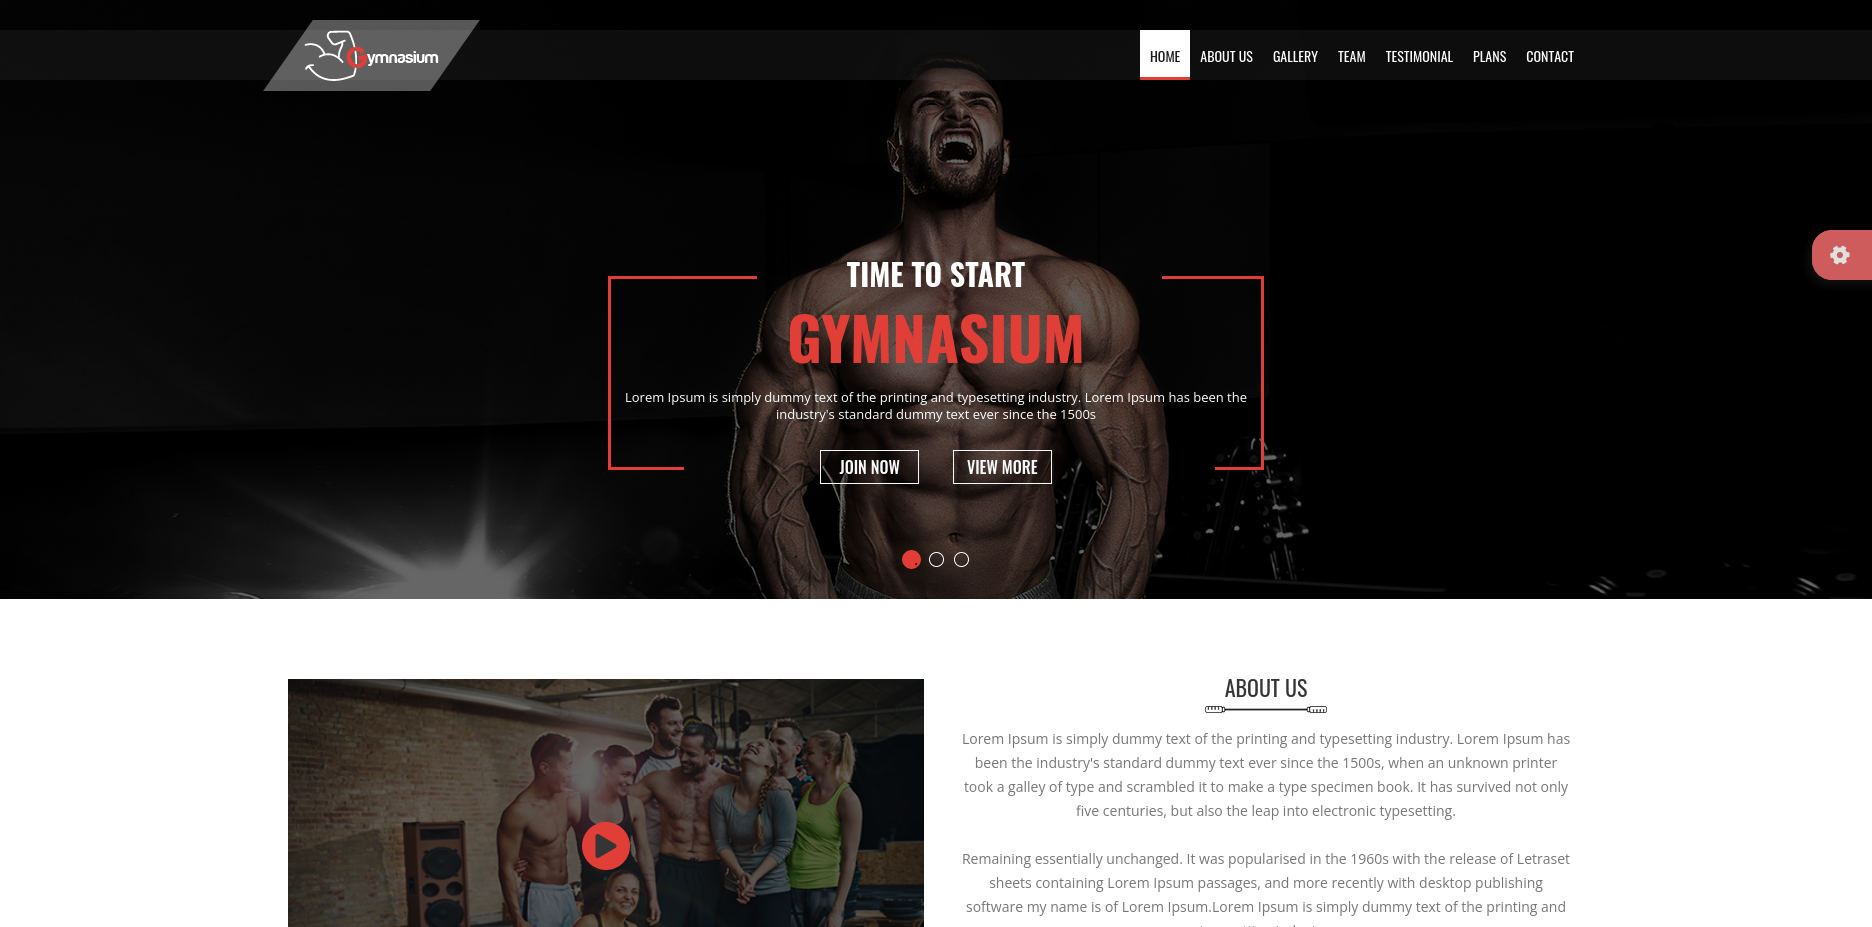 Gymnasium
HOME
ABOUT US
GALLERY
TEAM
TESTIMONIAL
PLANS
CONTACT
TIME TO START
GYMNASIUM
Lorem Ipsum is simply dummy text of the printing and typesetting industry. Lorem Ipsum has been the
industry's standard dummy text ever since the 1500s
JOIN NOW
VIEW MORE
ABOUT US
Lorem Ipsum is simply dummy text of the printing and typesetting industry. Lorem Ipsum has
been the industry's standard dummy text ever since the 1500s, when an unknown printer
took a galley of type and scrambled it to make a type specimen book. It has survived not only
five centuries, but also the leap into electronic typesetting.
Remaining essentially unchanged. It was popularised in the 1960s with the release of Letraset
sheets containing Lorem Ipsum passages, and more recently with desktop publishing
software my name is of Lorem Ipsum.Lorem Ipsum is simply dummy text of the printing and